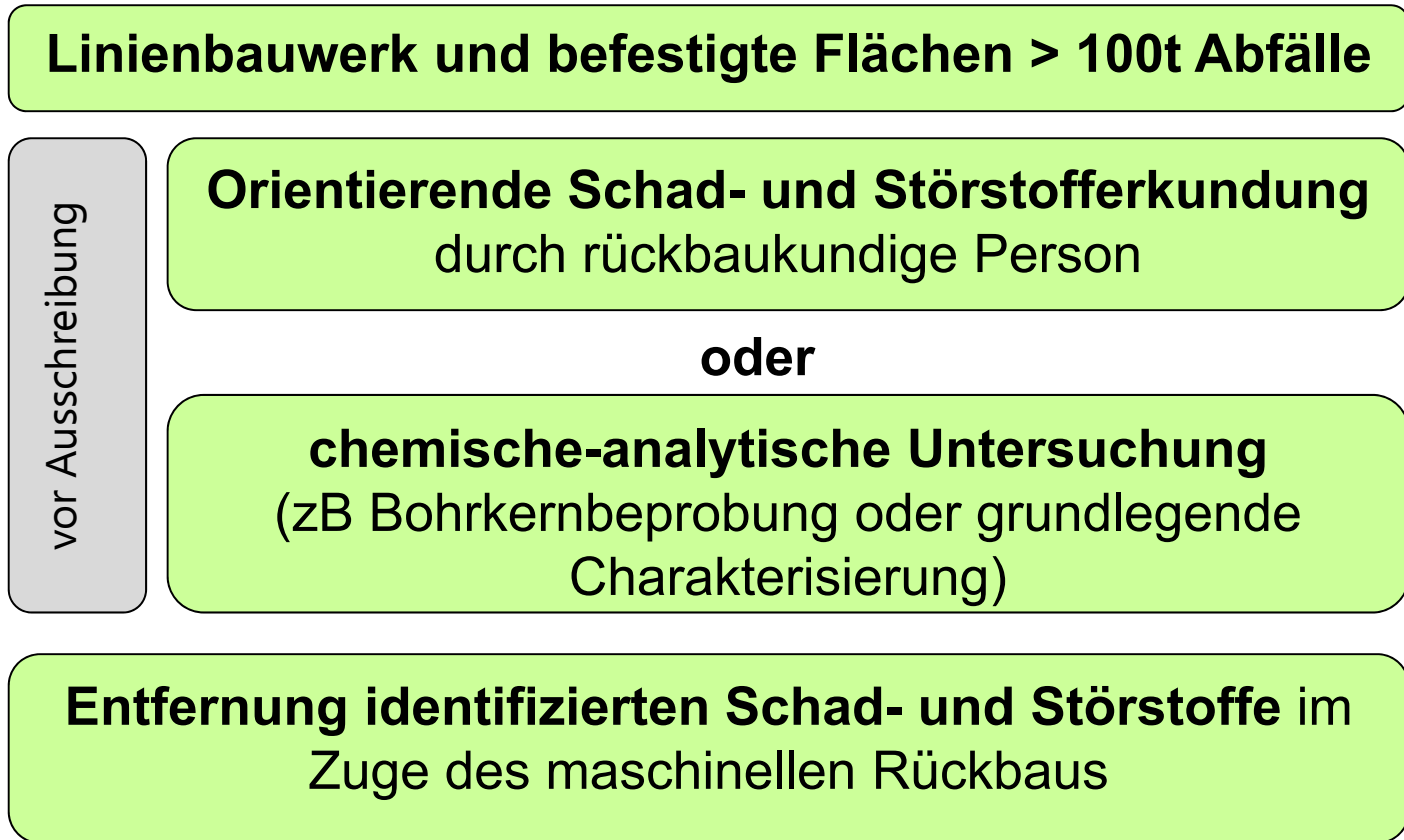 Linienbauwerk und befestigte Flächen > 100t Abfälle
vor Ausschreibung
Orientierende Schad- und Störstofferkundung
durch rückbaukundige Person
oder
chemische-analytische Untersuchung
(zB Bohrkernbeprobung oder grundlegende
Charakterisierung)
Entfernung identifizierten Schad- und Störstoffe im
Zuge des maschinellen Rückbaus